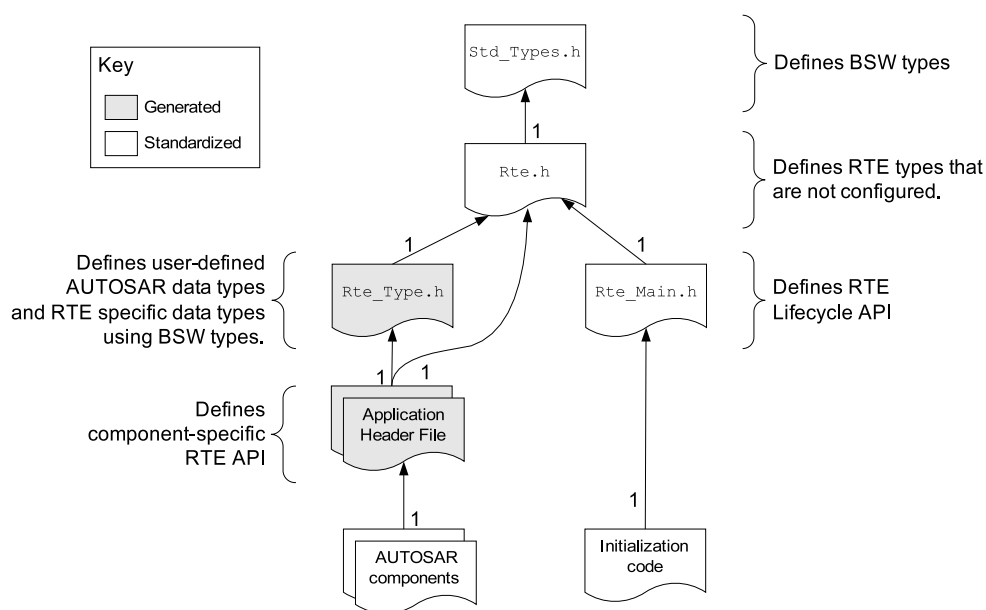 Key
Generated
Standardized
Std_Types.h
Defines BSW types
1
Rte.h
Defines RTE types that
are not configured.
1
1
Defines user-defined
AUTOSAR data types
and RTE specific data types
using BSW types.
Rte_Type.h
Rte_Main.h
Defines RTE
Lifecycle API
1
1
Defines
component-specific
RTE API
Application
Header File
1
1
AUTOSAR
components
Initialization
code